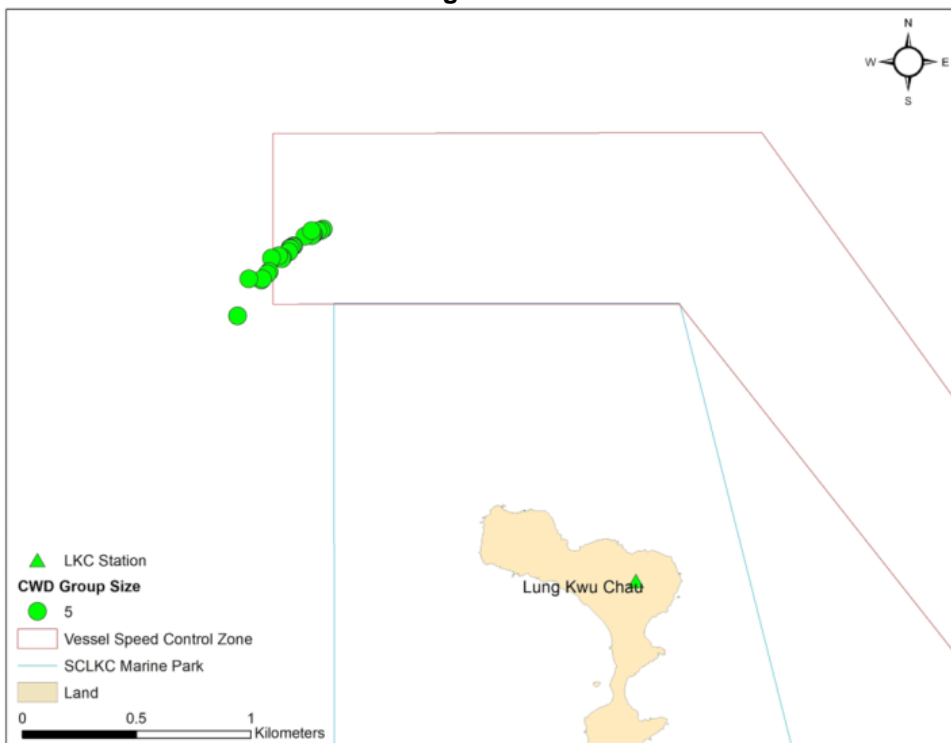 N
W E
S
Lung Kwu Chau
LKC Station
CWD Group Size
5
Vessel Speed Control Zone
SCLKC Marine Park
Land
0 0.5 1
Kilometers